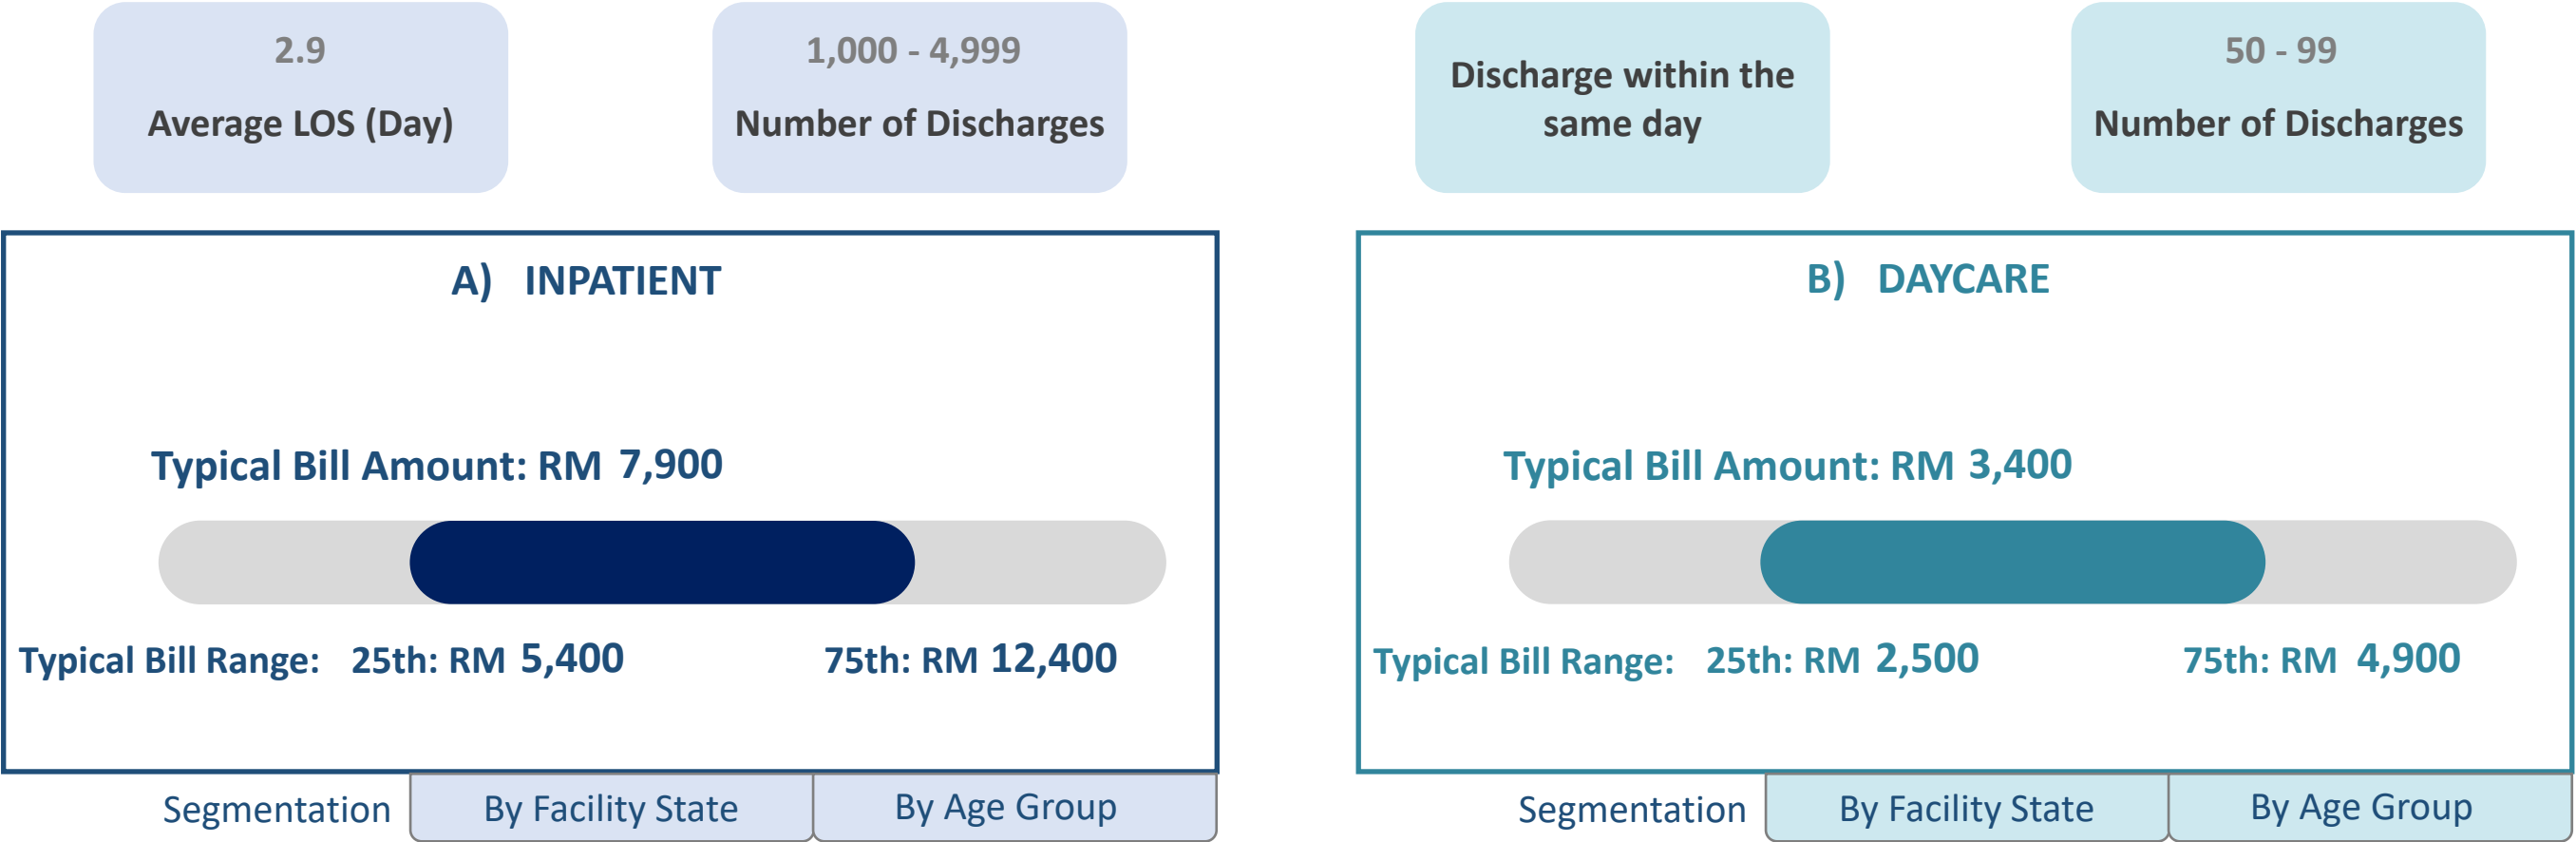 2.9
Average LOS (Day)
1,000 - 4,999
Number of Discharges
Discharge within the
same day
50 - 99
Number of Discharges
A) INPATIENT
Typical Bill Amount: RM 7,900
Typical Bill Range: 25th: RM 5,400 75th: RM 12,400
Segmentation By Facility State By Age Group
B) DAYCARE
Typical Bill Amount: RM 3,400
Typical Bill Range: 25th: RM 2,500 75th: RM 4,900
Segmentation By Facility State By Age Group